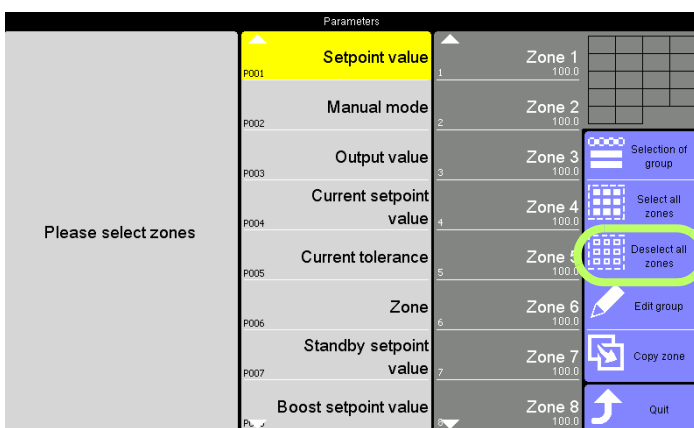 Parameters
Please select zones
Setpoint value
P001
Manual mode
P002
Output value
P003
Current setpoint
value
P004
Current tolerance
P005
Zone
P006
Standby setpoint
value
P007
Boost setpoint value
Zone 1
1
100.0
Zone 2
2
100.0
Zone 3
3
100.0
Zone 4
4
100.0
Zone 5
5
100.0
Zone 6
6
100.0
Zone 7
7
100.0
Zone 8
8
100.0
Selection of
group
Select all
zones
Deselect all
zones
Edit group
Copy zone
Quit